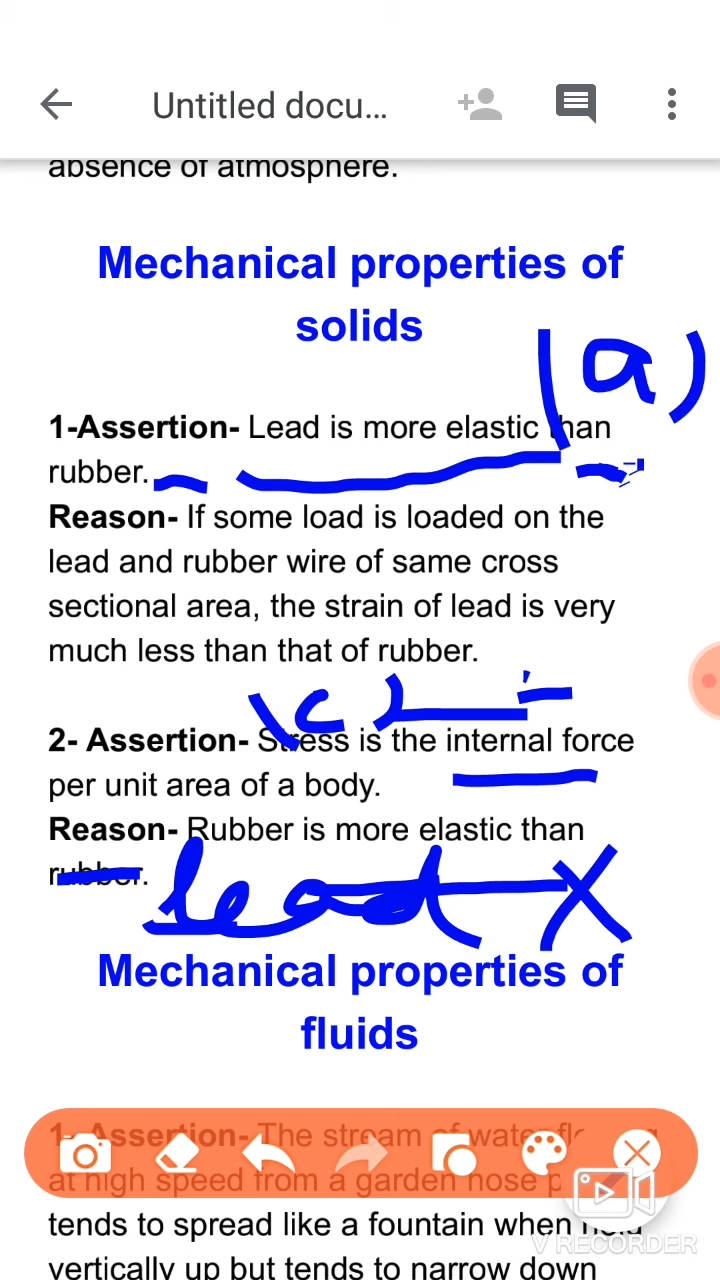 Untitled docu...
absence of atmosphere.
Mechanical properties of
solids
(a)
1-Assertion- Lead is more elastic than
rubber.
Reason- If some load is loaded on the
lead and rubber wire of same cross
sectional area, the strain of lead is very
much less than that of rubber.
(c)
2- Assertion- Stress is the internal force
per unit area of a body.
Reason- Rubber is more elastic than
rubber.
lead X
Mechanical properties of
fluids
1- Assertion- The stream of water
at high speed from a garden hose
tends to spread like a fountain when held
vertically up but tends to narrow down
V RECORDER